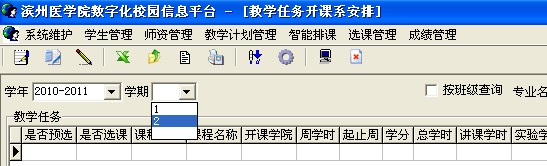 滨州医学院数字化校园信息平台 - [教学任务开课系安排]
系统维护 学生管理 师资管理 教学计划管理 智能排课 选课管理 成绩管理
学年 2010-2011 学期 按班级查询 专业名
1
2
教学任务
是否预选 是否选课 课程 课程名称 开课学院 周学时 起止周 学分 总学时 讲课学时 实验学